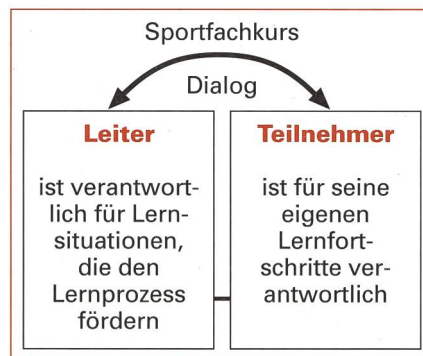 Sportfachkurs
Dialog
Leiter
ist verantwort-
lich für Lern-
situationen,
die den
Lernprozess
fördern
Teilnehmer
ist für seine
eigenen
Lernfort-
schritte ver-
antwortlich